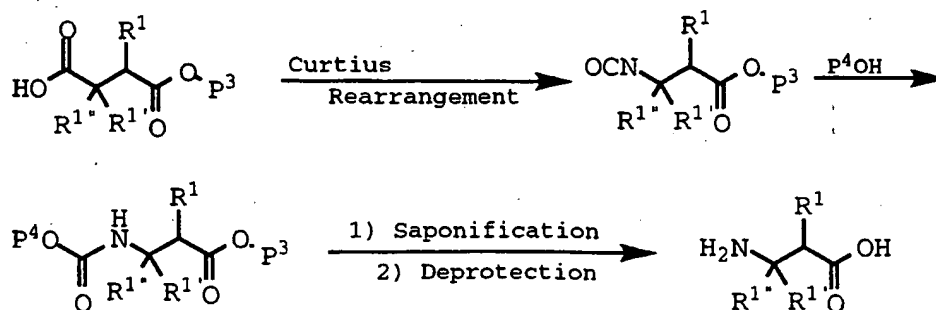 O R¹ HO R¹" R¹' O O P³
Curtius
Rearrangement
OCN R¹ R¹" R¹' O O P³
P⁴OH
P⁴ O O H N R¹ R¹" R¹' O O P³
1) Saponification
2) Deprotection
H₂N R¹ R¹" R¹' O OH